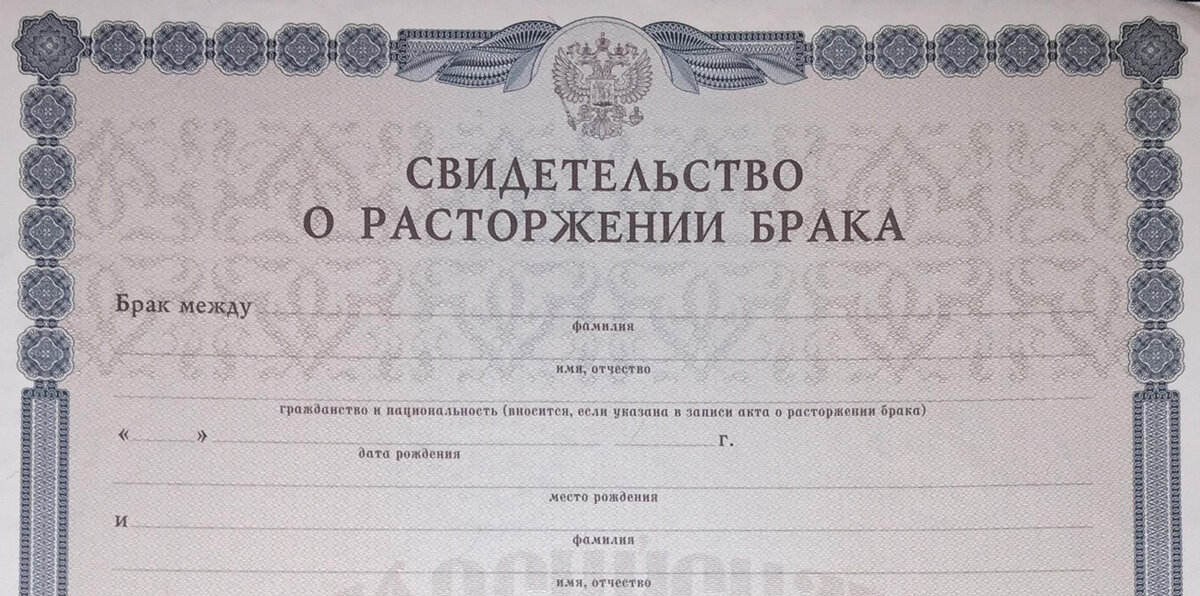 СВИДЕТЕЛЬСТВО
О РАСТОРЖЕНИИ БРАКА
Брак между
фамилия
имя, отчество
гражданство и национальность (вносится, если указана в записи акта о расторжении брака)
« » г.
дата рождения
место рождения
и
фамилия
имя, отчество